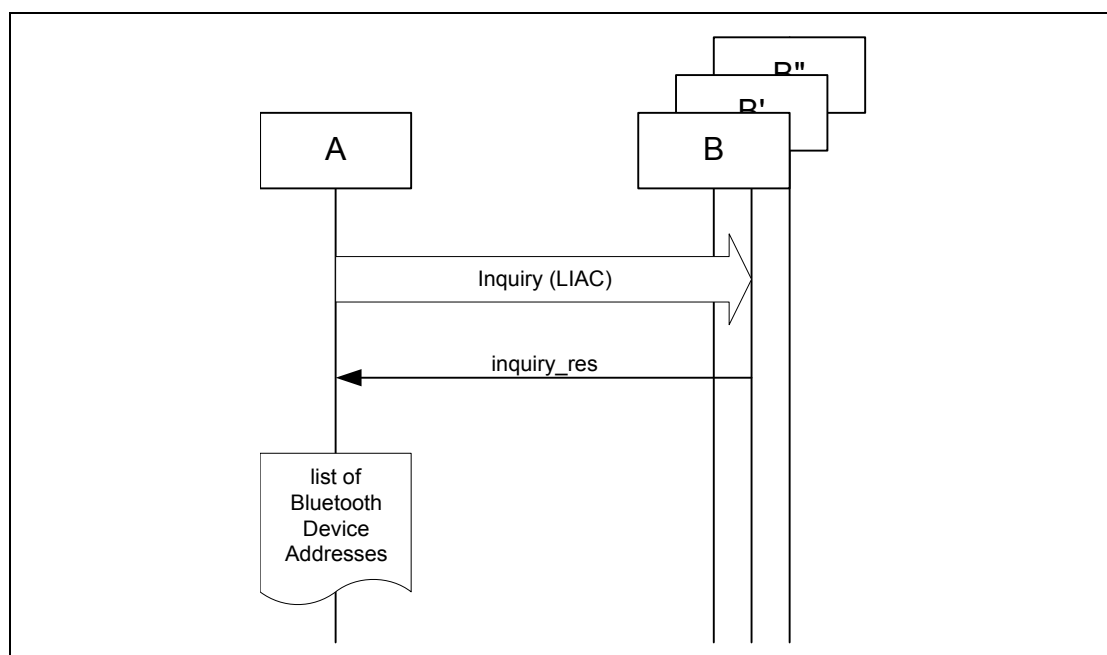 B"
B'
A
B
Inquiry (LIAC)
inquiry_res
list of
Bluetooth
Device
Addresses